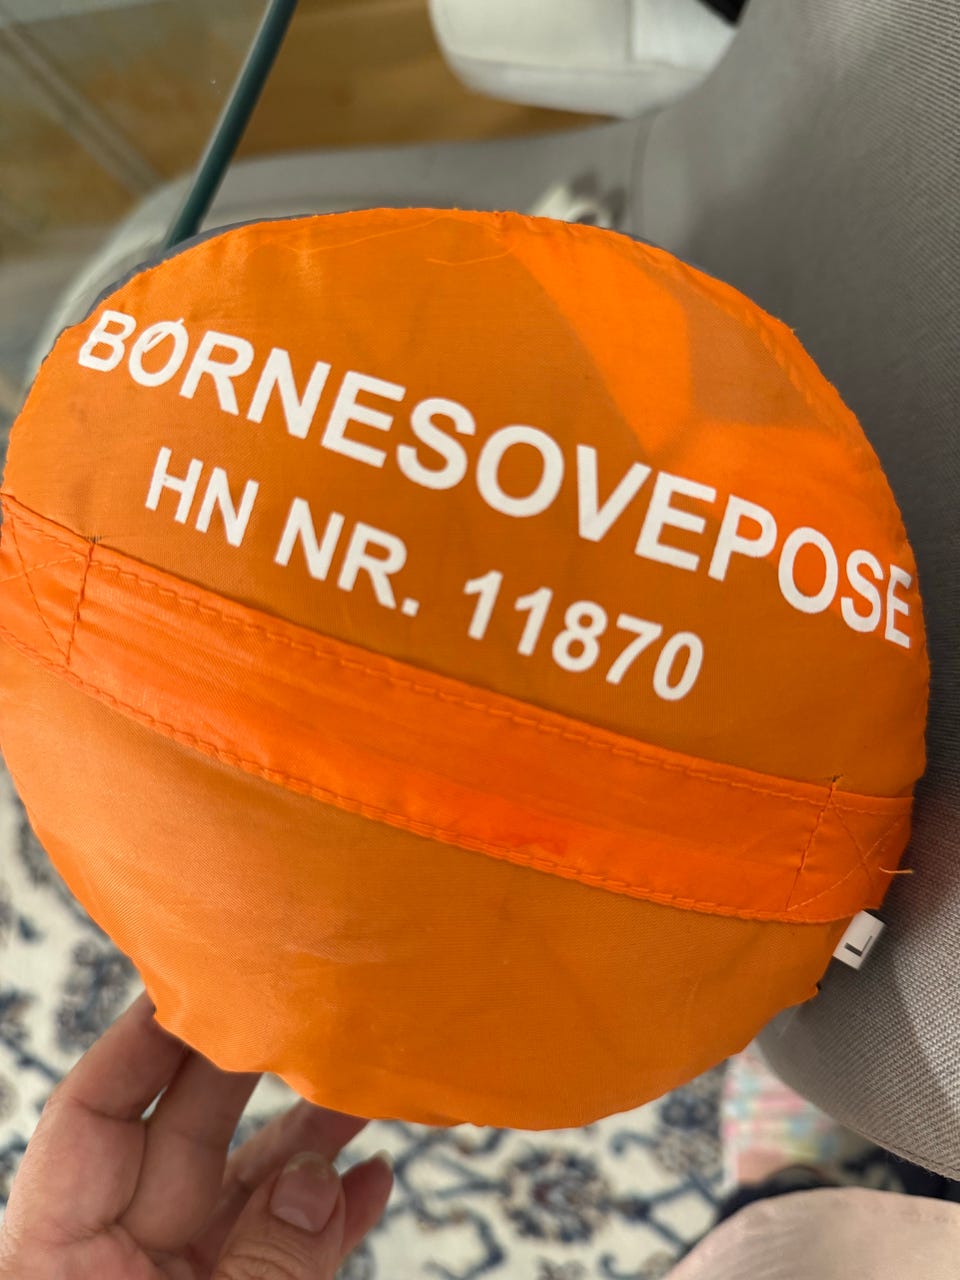 BØRNESOVEPOSE
HN NR. 11870
L